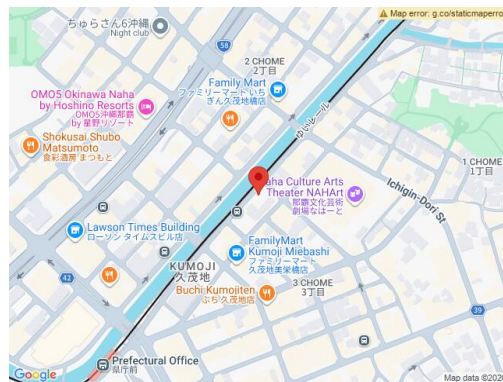 Map error: g.co/staticmaperro
ちゅらさん6沖縄
Night club
58
2 CHOME
2丁目
Family Mart
ファミリーマート いち
ぎん久茂地橋店
OMO5 Okinawa Naha
by Hoshino Resorts
OMO5沖縄那覇
by 星野リゾート
ゆいレール
Shokusai Shubo
Matsumoto
食彩酒房 まつもと
1 CHOME
1丁目
aha Culture Arts
Theater NAHArt
那覇文化芸術
劇場なはーと
Ichigin-Dori St
Lawson Times Building
ローソン タイムスビル店
FamilyMart
Kumoji Miebashi
ファミリーマート
久茂地美栄橋店
KUMOJI
久茂地
42
Buchi Kumojiten
ぶち 久茂地店
3 CHOME
3丁目
39
Prefectural Office
県庁前
Google
Map data ©202